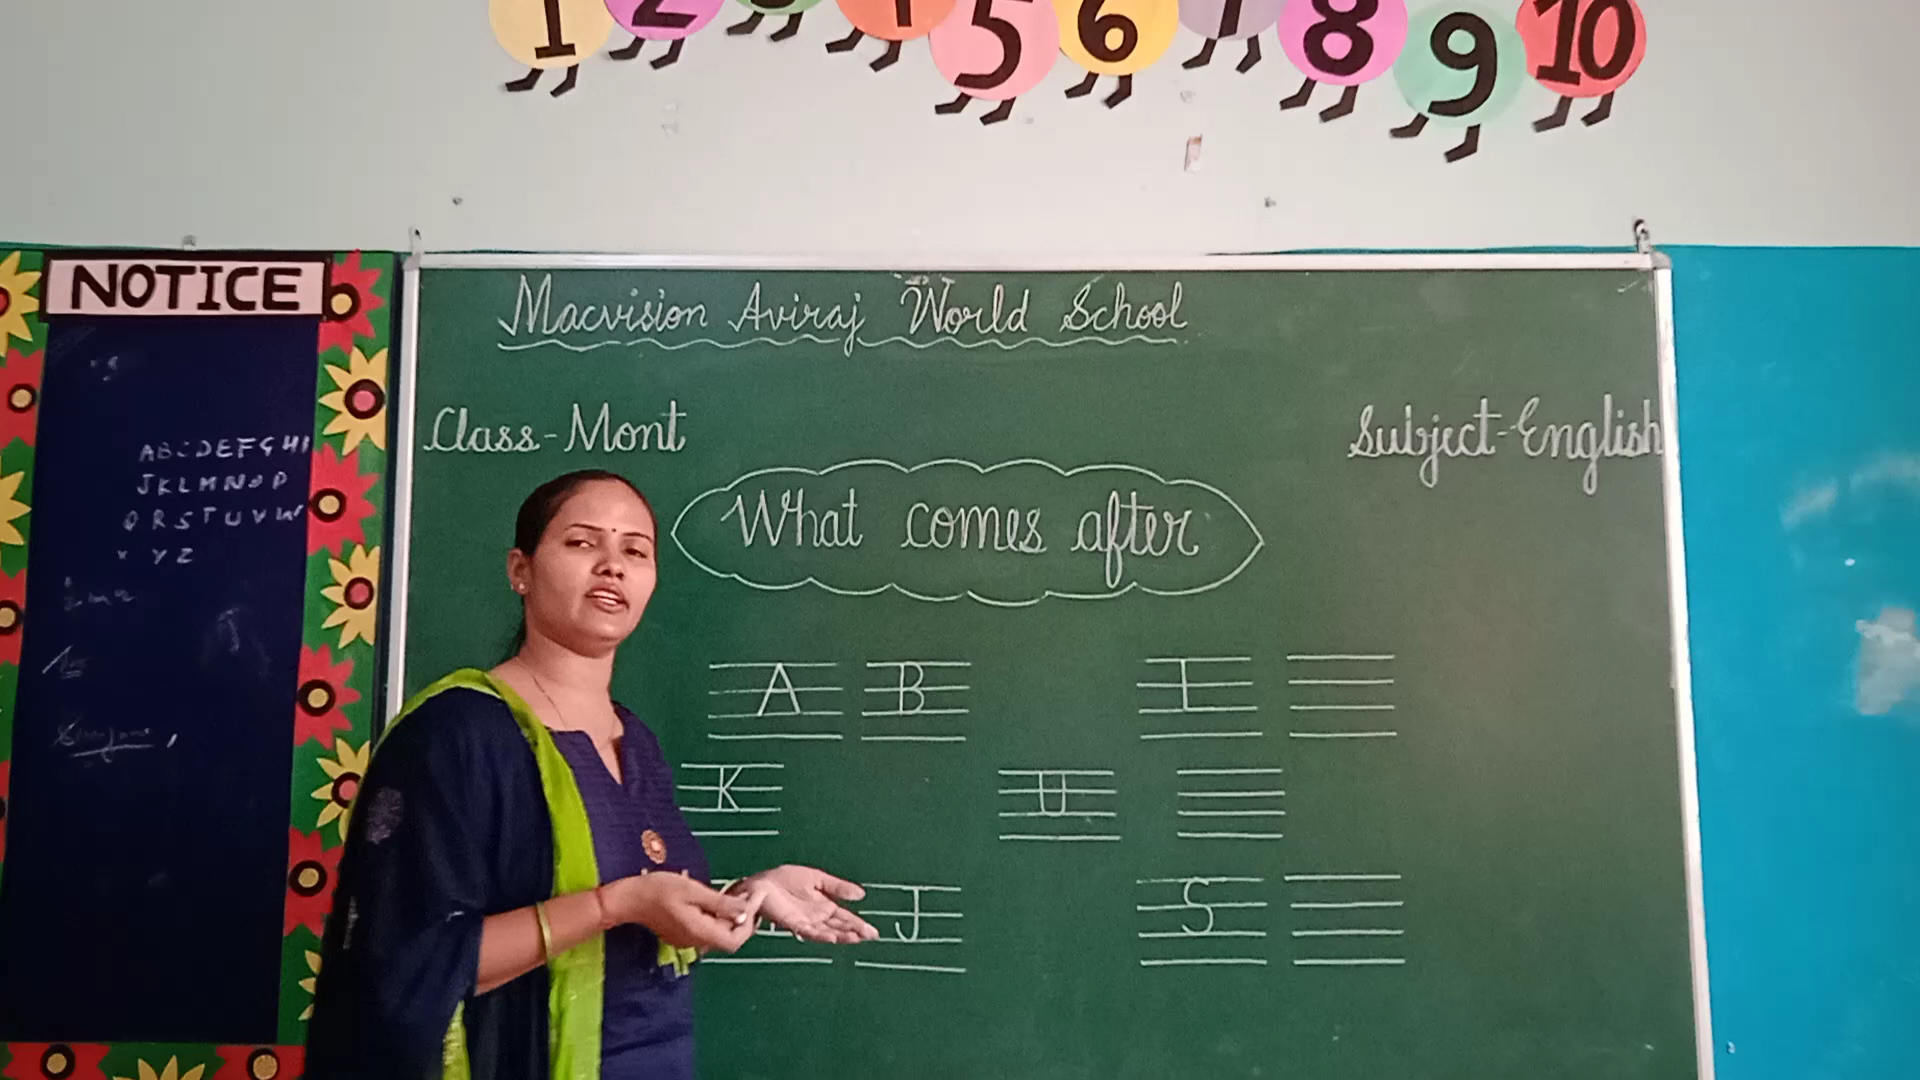 1 2 3 4 5 6 7 8 9 10
NOTICE
ABCDEFGHI
JKLMNOP
QRSTUVW
X Y Z
Macvision Aviraj World School
Class-Mont
Subject-English
What comes after
A B I
K U
J S